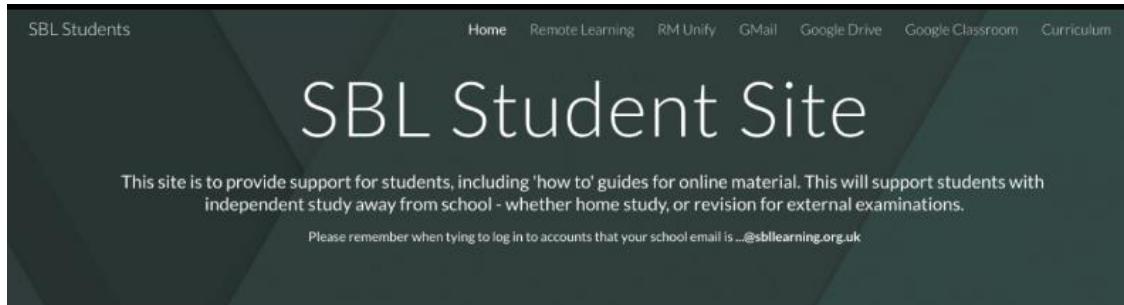 SBL Students
Home Remote Learning RM Unify GMail Google Drive Google Classroom Curriculum
SBL Student Site
This site is to provide support for students, including 'how to' guides for online material. This will support students with
independent study away from school - whether home study, or revision for external examinations.
Please remember when tying to log in to accounts that your school email is ...@sbllearning.org.uk